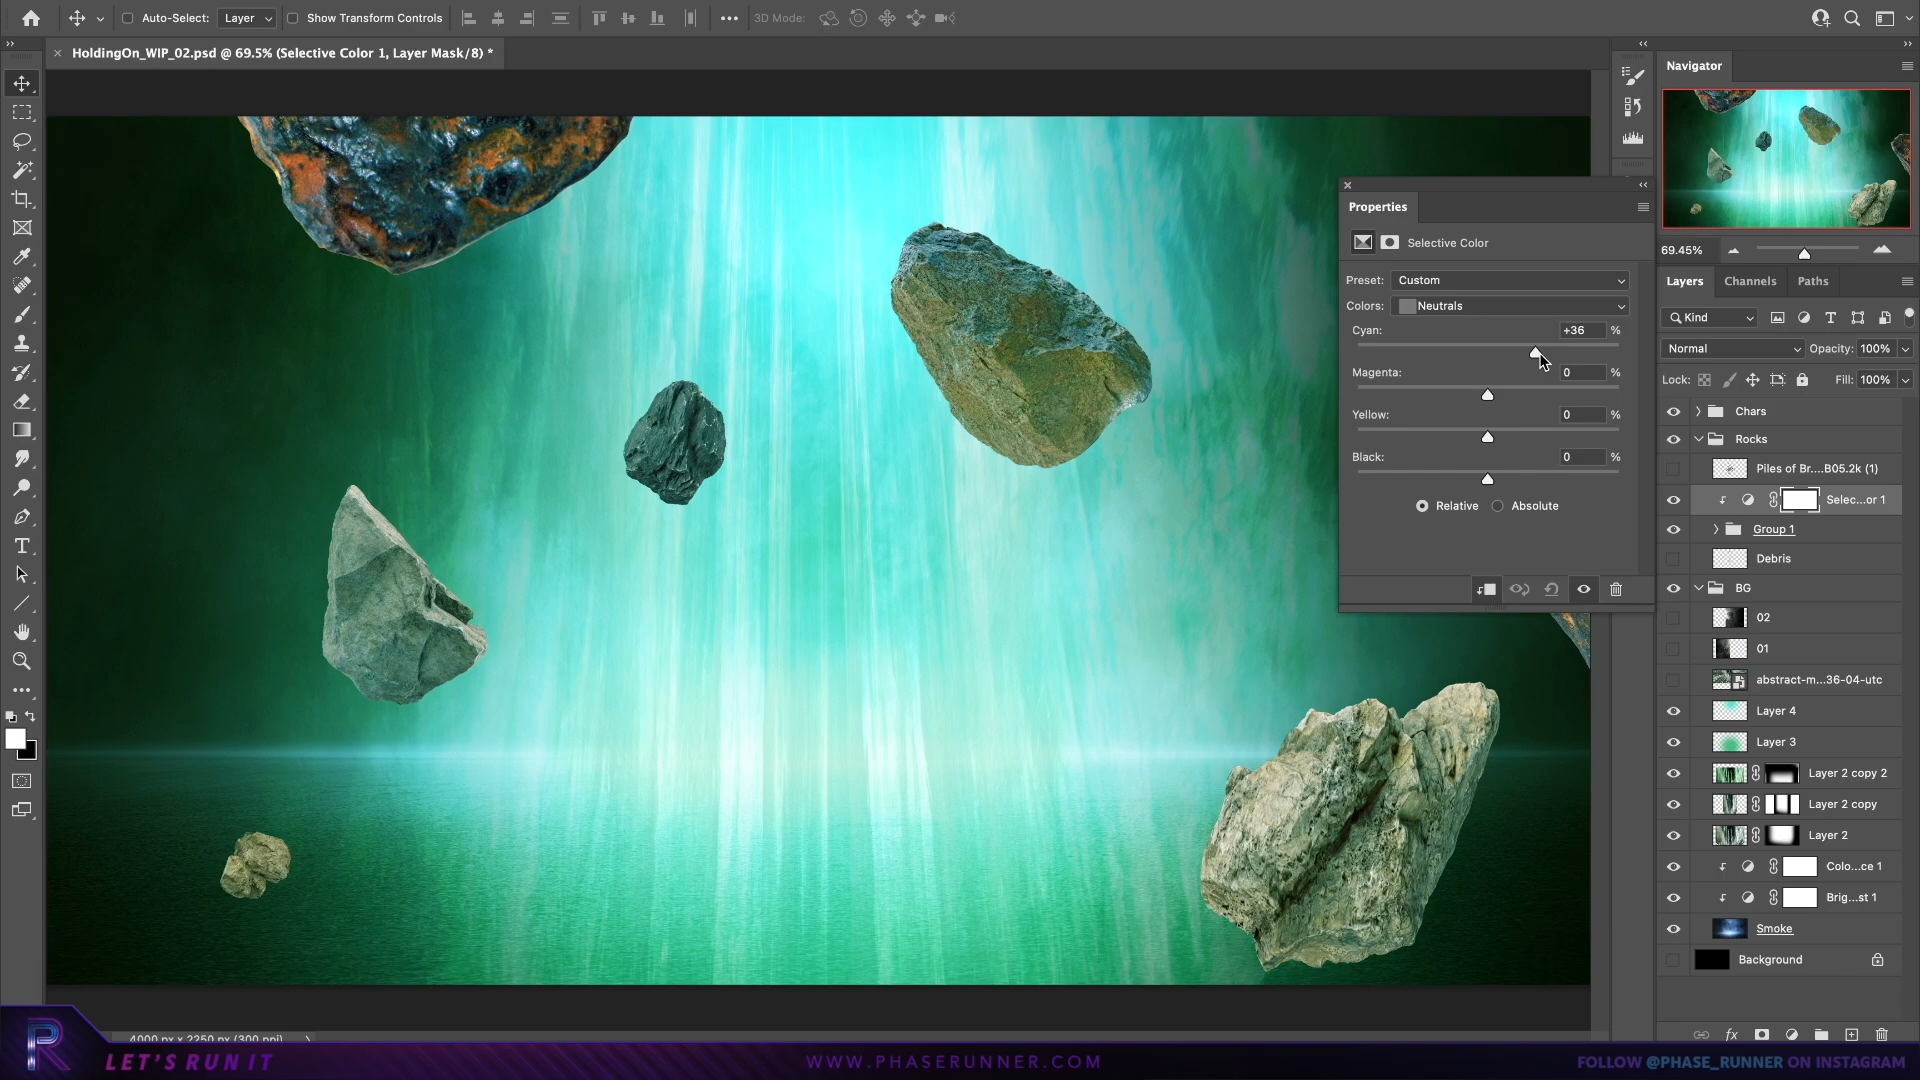 Auto-Select:
Layer
Show Transform Controls
3D Mode:
HoldingOn_WIP_02.psd @ 69.5% (Selective Color 1, Layer Mask/8) *
Navigator
69.45%
Properties
Selective Color
Preset: Custom
Colors: Neutrals
Cyan: +36 %
Magenta: 0 %
Yellow: 0 %
Black: 0 %
Relative
Absolute
Layers
Channels
Paths
Kind
Normal
Opacity: 100%
Lock:
Fill: 100%
Chars
Rocks
Piles of Br....B05.2k (1)
Selec...or 1
Group 1
Debris
BG
02
01
abstract-m...36-04-utc
Layer 4
Layer 3
Layer 2 copy 2
Layer 2 copy
Layer 2
Colo...ce 1
Brig...st 1
Smoke
Background
fx
4000 px x 2250 px (300 ppi)
R
LET'S RUN IT
WWW.PHASERUNNER.COM
FOLLOW @PHASE_RUNNER ON INSTAGRAM